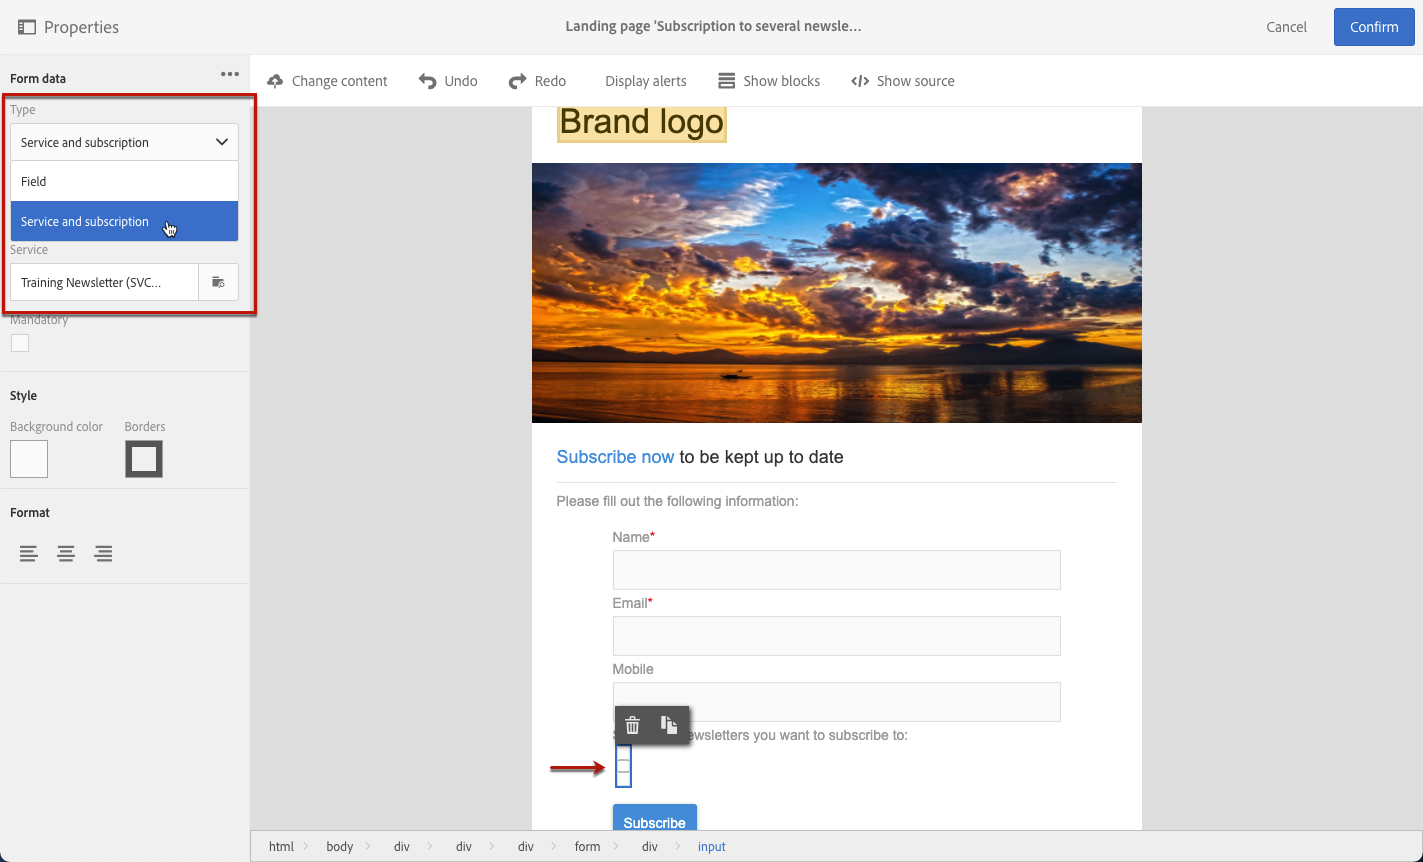 Properties
Landing page 'Subscription to several newsle...
Cancel
Confirm
Form data
Change content
Undo
Redo
Display alerts
Show blocks
Show source
Type
Service and subscription
Field
Service and subscription
Service
Training Newsletter (SVC...
Mandatory
Style
Background color
Borders
Format
Brand logo
Subscribe now to be kept up to date
Please fill out the following information:
Name*
Email*
Mobile
ewsletters you want to subscribe to:
Subscribe
html
body
div
div
div
form
div
input